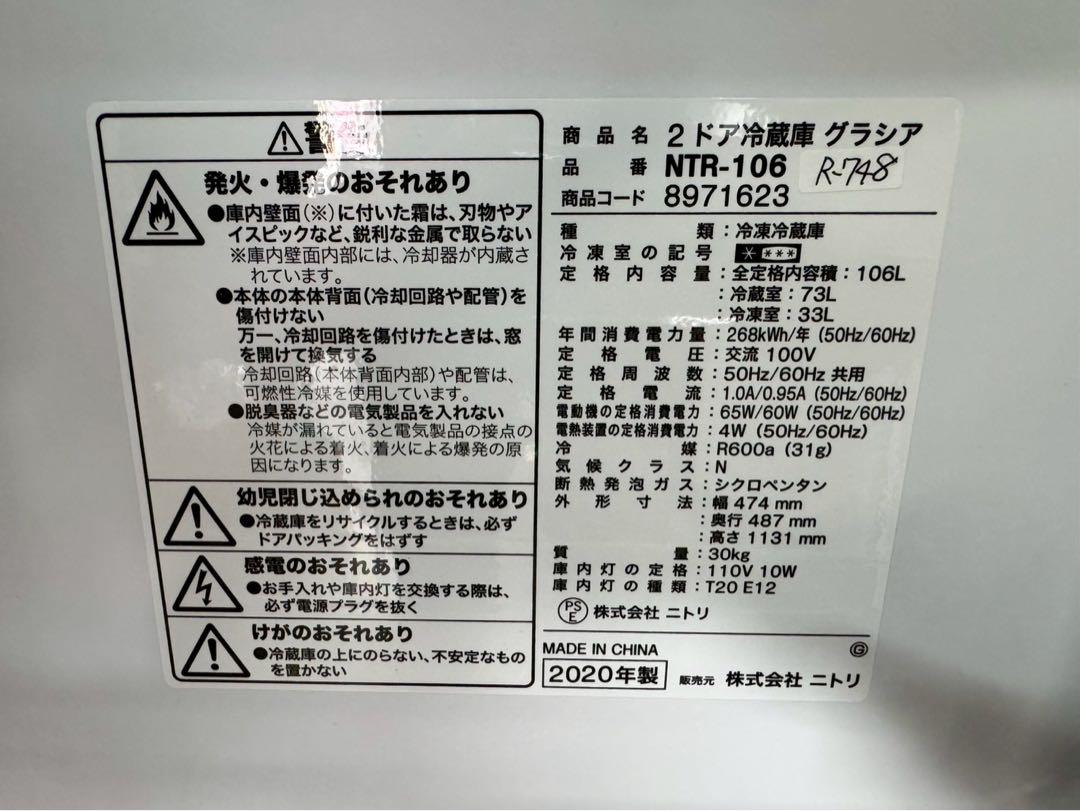 ⚠警
発火・爆発のおそれあり
●庫内壁面(※)に付いた霜は、刃物やア
イスピックなど、鋭利な金属で取らない
※庫内壁面内部には、冷却器が内蔵さ
れています。
●本体の本体背面(冷却回路や配管)を
傷付けない
万一、冷却回路を傷付けたときは、窓
を開けて換気する
冷却回路(本体背面内部)や配管は、
可燃性冷媒を使用しています。
●脱臭器などの電気製品を入れない
冷媒が漏れていると電気製品の接点の
火花による着火、着火による爆発の原
因になります。
幼児閉じ込められのおそれあり
●冷蔵庫をリサイクルするときは、必ず
ドアパッキングをはずす
感電のおそれあり
●お手入れや庫内灯を交換する際は、
必ず電源プラグを抜く
けがのおそれあり
●冷蔵庫の上にのらない、不安定なもの
を置かない
商品名 2ドア冷蔵庫 グラシア
品番 NTR-106 R-748
商品コード 8971623
種類:冷凍冷蔵庫
冷凍室の記号 * ***
定格内容量:全定格内容積:106L
:冷蔵室:73L
:冷凍室:33L
年間消費電力量:268kWh/年 (50Hz/60Hz)
定格電圧:交流 100V
定格周波数:50Hz/60Hz 共用
定格電流:1.0A/0.95A (50Hz/60Hz)
電動機の定格消費電力:65W/60W (50Hz/60Hz)
電熱装置の定格消費電力:4W (50Hz/60Hz)
冷媒:R600a (31g)
気候クラス:N
断熱発泡ガス:シクロペンタン
外形寸法:幅 474 mm
:奥行 487 mm
:高さ 1131 mm
質量:30kg
庫内灯の定格:110V 10W
庫内灯の種類:T20 E12
PSE 株式会社 ニトリ
MADE IN CHINA G
2020年製 販売元 株式会社 ニトリ